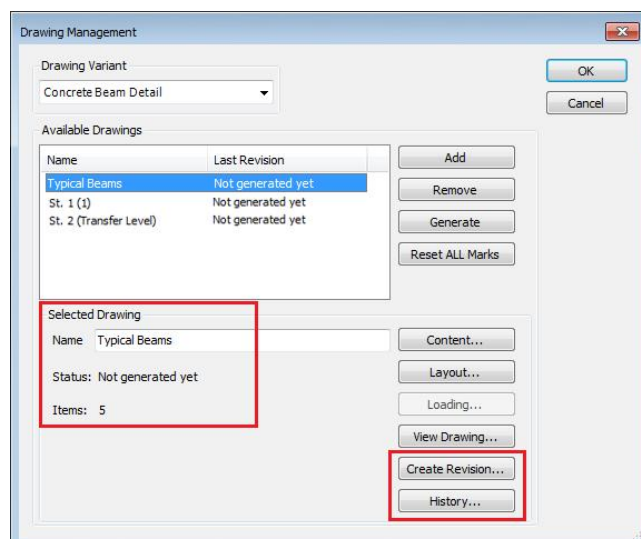 Drawing Management
Drawing Variant
Concrete Beam Detail
OK
Cancel
Available Drawings
Name Last Revision
Typical Beams Not generated yet
St. 1 (1) Not generated yet
St. 2 (Transfer Level) Not generated yet
Add
Remove
Generate
Reset ALL Marks
Selected Drawing
Name Typical Beams
Status: Not generated yet
Items: 5
Content...
Layout...
Loading...
View Drawing...
Create Revision...
History...